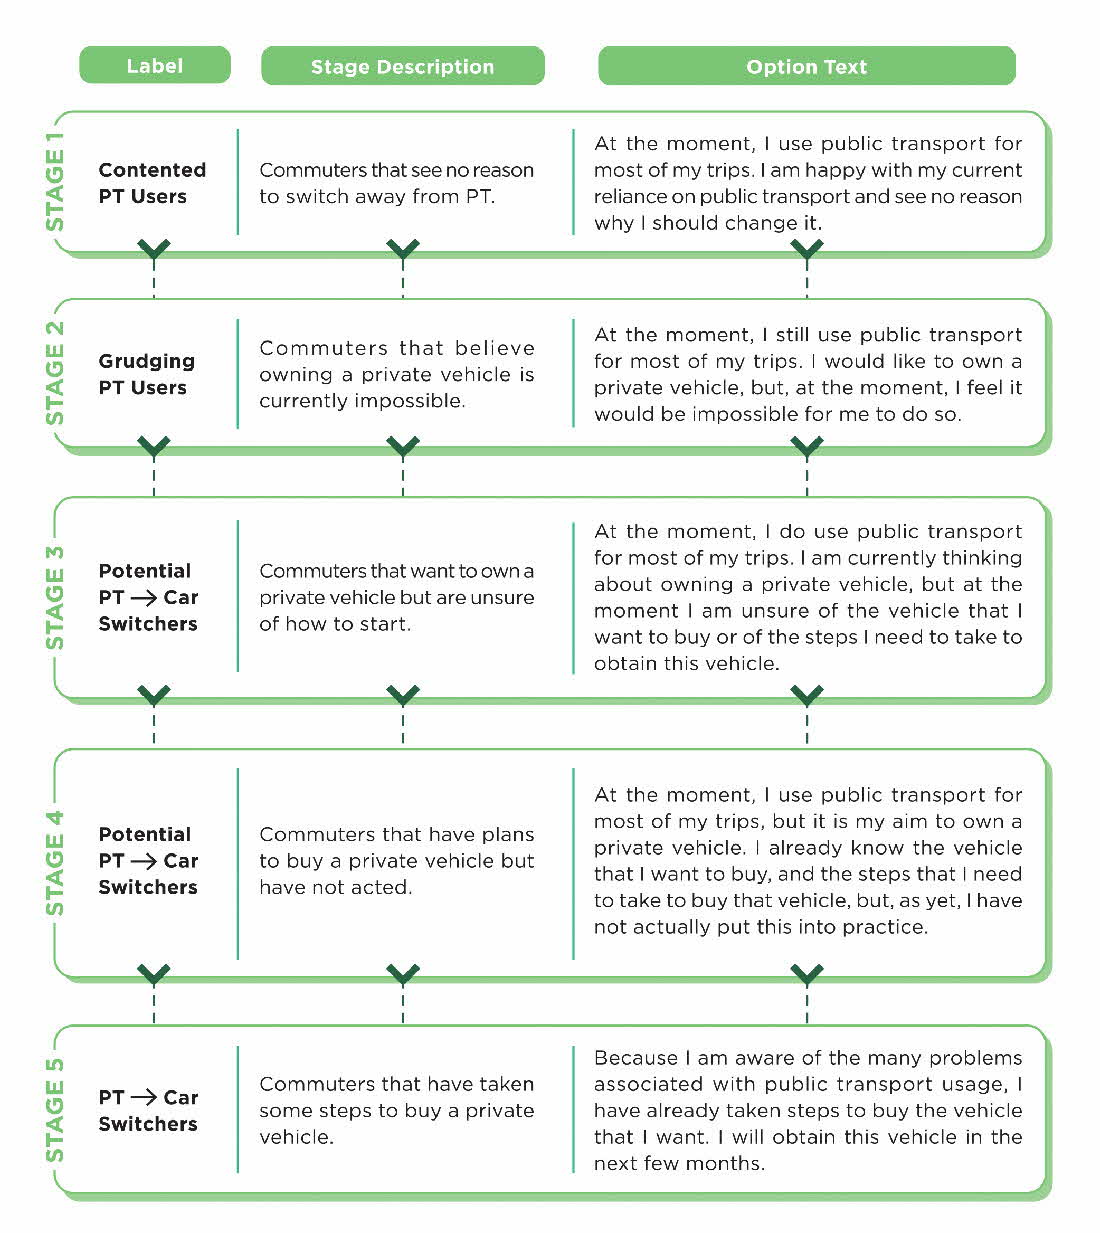 Label
Stage Description
Option Text
STAGE 1
Contented
PT Users
Commuters that see no reason
to switch away from PT.
At the moment, I use public transport for
most of my trips. I am happy with my current
reliance on public transport and see no reason
why I should change it.
STAGE 2
Grudging
PT Users
Commuters that believe
owning a private vehicle is
currently impossible.
At the moment, I still use public transport
for most of my trips. I would like to own a
private vehicle, but, at the moment, I feel it
would be impossible for me to do so.
STAGE 3
Potential
PT → Car
Switchers
Commuters that want to own a
private vehicle but are unsure
of how to start.
At the moment, I do use public transport
for most of my trips. I am currently thinking
about owning a private vehicle, but at the
moment I am unsure of the vehicle that I
want to buy or of the steps I need to take to
obtain this vehicle.
STAGE 4
Potential
PT → Car
Switchers
Commuters that have plans
to buy a private vehicle but
have not acted.
At the moment, I use public transport for
most of my trips, but it is my aim to own a
private vehicle. I already know the vehicle
that I want to buy, and the steps that I need
to take to buy that vehicle, but, as yet, I have
not actually put this into practice.
STAGE 5
PT → Car
Switchers
Commuters that have taken
some steps to buy a private
vehicle.
Because I am aware of the many problems
associated with public transport usage, I
have already taken steps to buy the vehicle
that I want. I will obtain this vehicle in the
next few months.